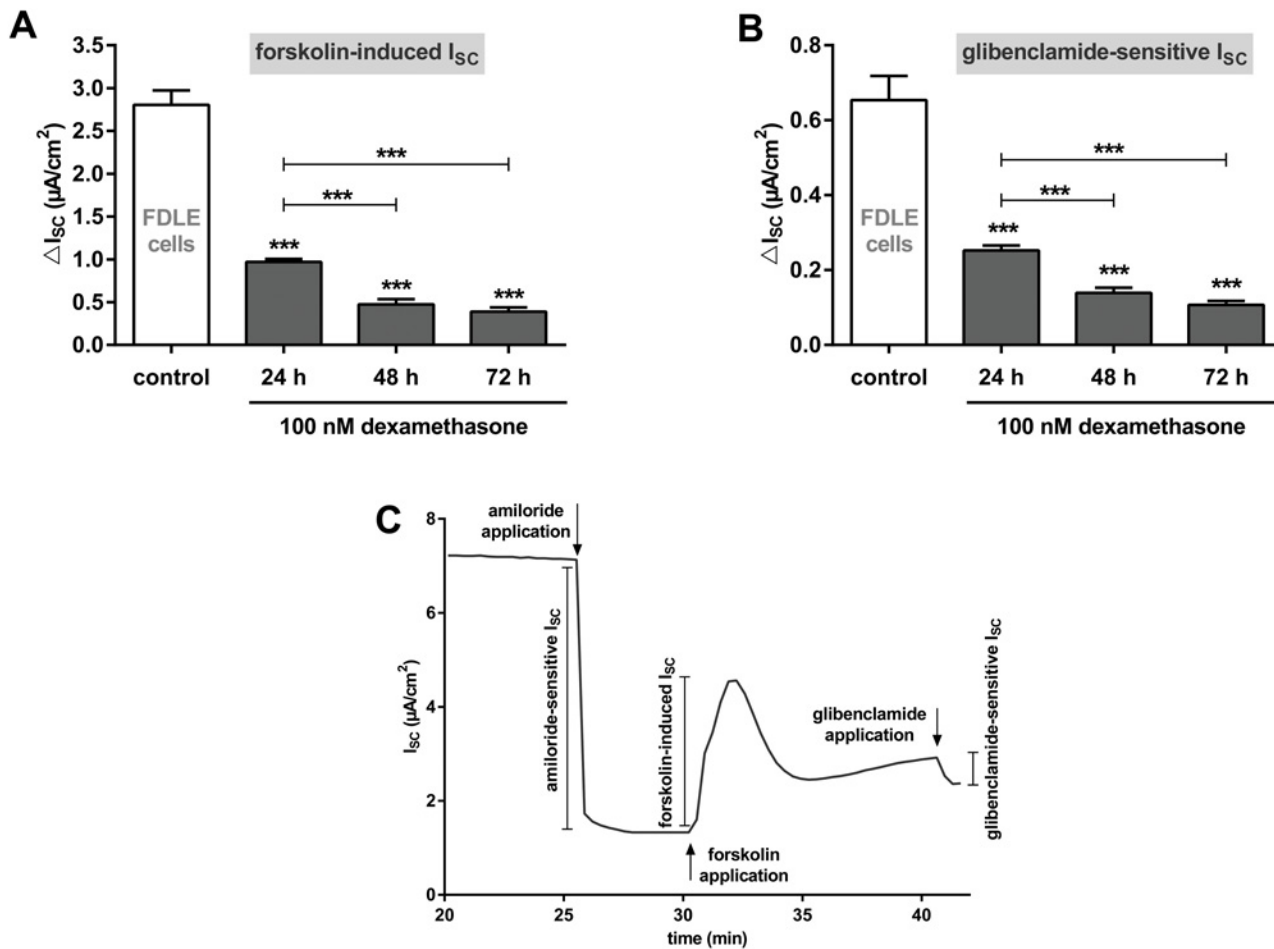 A
forskolin-induced ISC
△ISC (µA/cm2)
3.5
3.0
2.5
2.0
1.5
1.0
0.5
0.0
FDLE
cells
***
***
***
***
***
control
24 h
48 h
72 h
100 nM dexamethasone
B
glibenclamide-sensitive ISC
△ISC (µA/cm2)
0.8
0.6
0.4
0.2
0.0
FDLE
cells
***
***
***
***
***
control
24 h
48 h
72 h
100 nM dexamethasone
C
ISC (µA/cm2)
8
6
4
2
0
amiloride
application
amiloride-sensitive ISC
forskolin-induced ISC
forskolin
application
glibenclamide
application
glibenclamide-sensitive ISC
20
25
30
35
40
time (min)